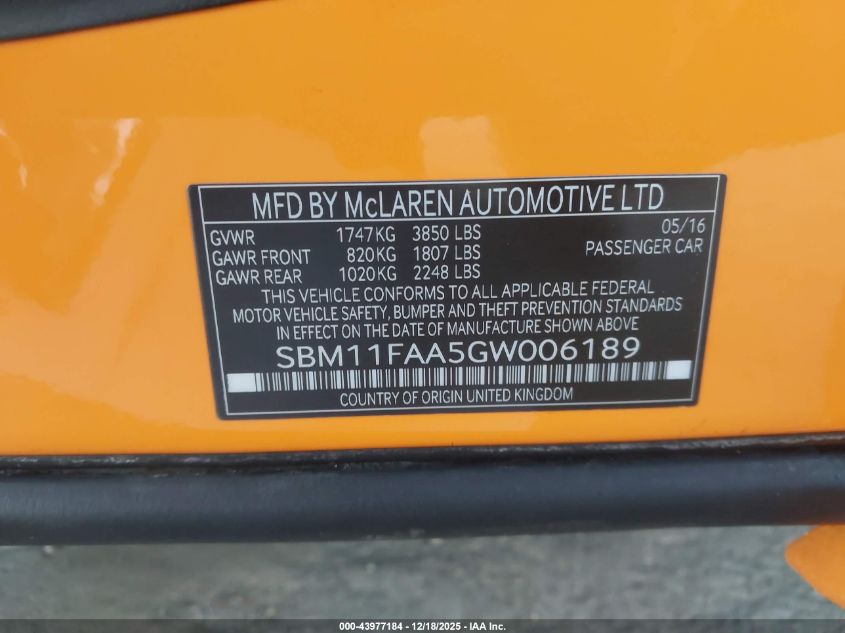 MFD BY McLAREN AUTOMOTIVE LTD
GVWR 1747KG 3850 LBS 05/16
GAWR FRONT 820KG 1807 LBS PASSENGER CAR
GAWR REAR 1020KG 2248 LBS
THIS VEHICLE CONFORMS TO ALL APPLICABLE FEDERAL
MOTOR VEHICLE SAFETY, BUMPER AND THEFT PREVENTION STANDARDS
IN EFFECT ON THE DATE OF MANUFACTURE SHOWN ABOVE
SBM11FAA5GW006189
COUNTRY OF ORIGIN UNITED KINGDOM
000-43977184 - 12/18/2025 - IAA Inc.